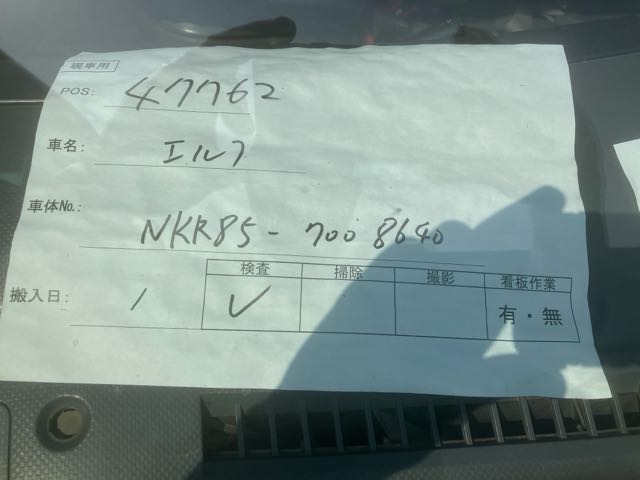 現車用
POS: 47762
車名: エルフ
車体No.: NKR85-7008640
検査 掃除 撮影 看板作業
搬入日: / ✓ 有・無